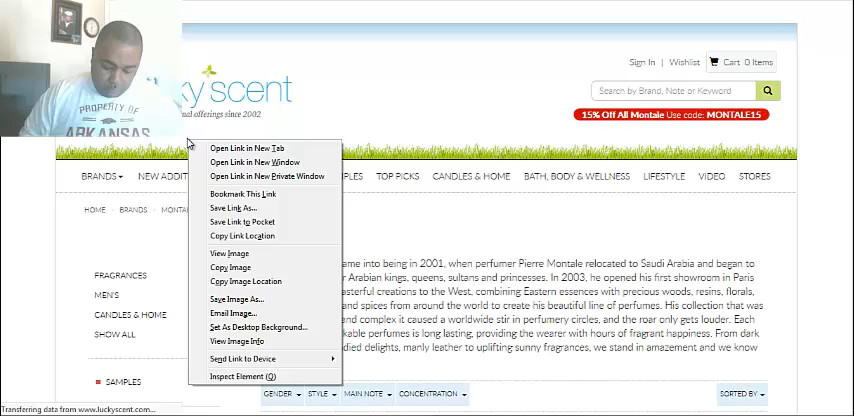 PROPERTY OF
ARKANSAS
ky scent
nal offerings since 2002
Sign In | Wishlist Cart 0 Items
Search by Brand, Note or Keyword
15% Off All Montale Use code: MONTALE15
Open Link in New Tab
Open Link in New Window
Open Link in New Private Window
Bookmark This Link
Save Link As...
Save Link to Pocket
Copy Link Location
View Image
Copy Image
Copy Image Location
Save Image As...
Email Image...
Set As Desktop Background...
View Image Info
Send Link to Device
Inspect Element (Q)
BRANDS NEW ADDIT PLES TOP PICKS CANDLES & HOME BATH, BODY & WELLNESS LIFESTYLE VIDEO STORES
HOME BRANDS MONTA
FRAGRANCES
MEN'S
CANDLES & HOME
SHOW ALL
SAMPLES
ame into being in 2001, when perfumer Pierre Montale relocated to Saudi Arabia and began to
r Arabian kings, queens, sultans and princesses. In 2003, he opened his first showroom in Paris
asterful creations to the West, combining Eastern essences with precious woods, resins, florals,
and spices from around the world to create his beautiful line of perfumes. His collection that was
and complex it caused a worldwide stir in perfumery circles, and the roar only gets louder. Each
kable perfumes is long lasting, providing the wearer with hours of fragrant happiness. From dark
died delights, manly leather to uplifting sunny fragrances, we stand in amazement and we know
GENDER STYLE MAIN NOTE CONCENTRATION SORTED BY
Transferring data from www.luckyscent.com...